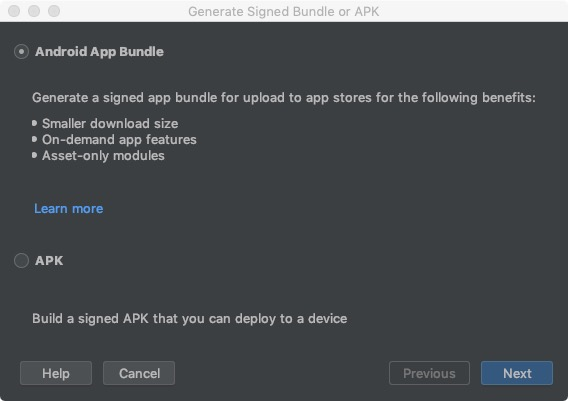 Generate Signed Bundle or APK
Android App Bundle
Generate a signed app bundle for upload to app stores for the following benefits:
• Smaller download size
• On-demand app features
• Asset-only modules
Learn more
APK
Build a signed APK that you can deploy to a device
Help Cancel Previous Next